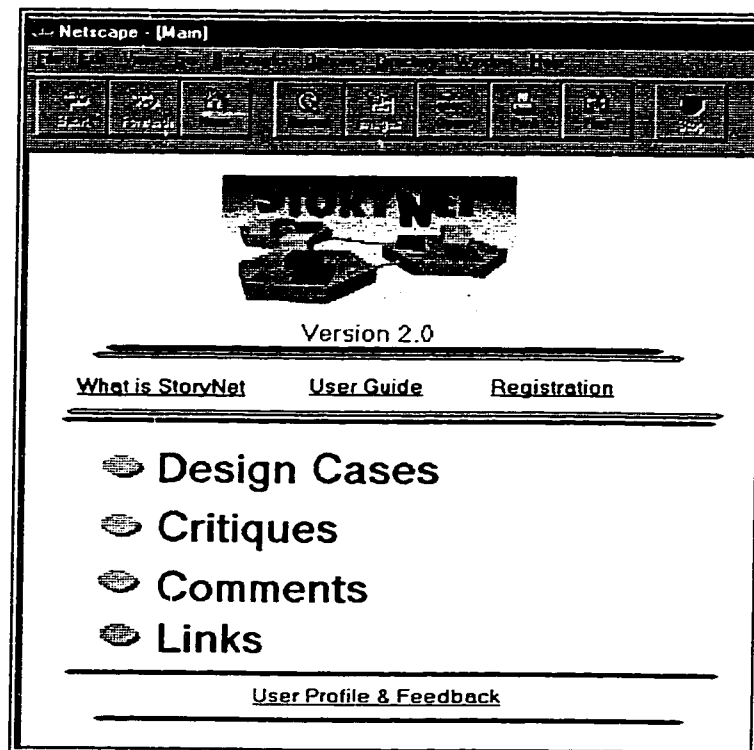 Netscape - [Main]
STORYNET
Version 2.0
What is StoryNet User Guide Registration
Design Cases
Critiques
Comments
Links
User Profile & Feedback